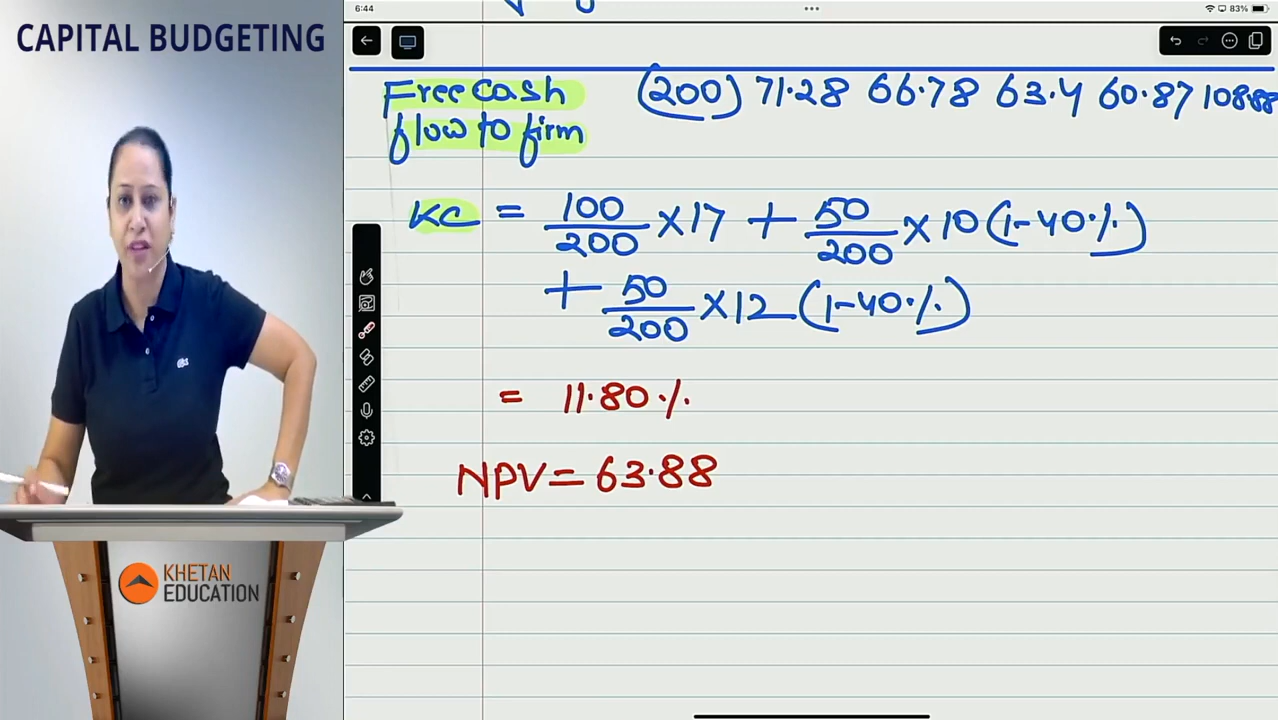 CAPITAL BUDGETING
6:44
83%
Free cash (200) 71.28 66.78 63.4 60.87 108.88
flow to firm
KC = 100/200 × 17 + 50/200 × 10 (1-40%)
+ 50/200 × 12 (1-40%)
= 11.80%
NPV = 63.88
KHETAN
EDUCATION